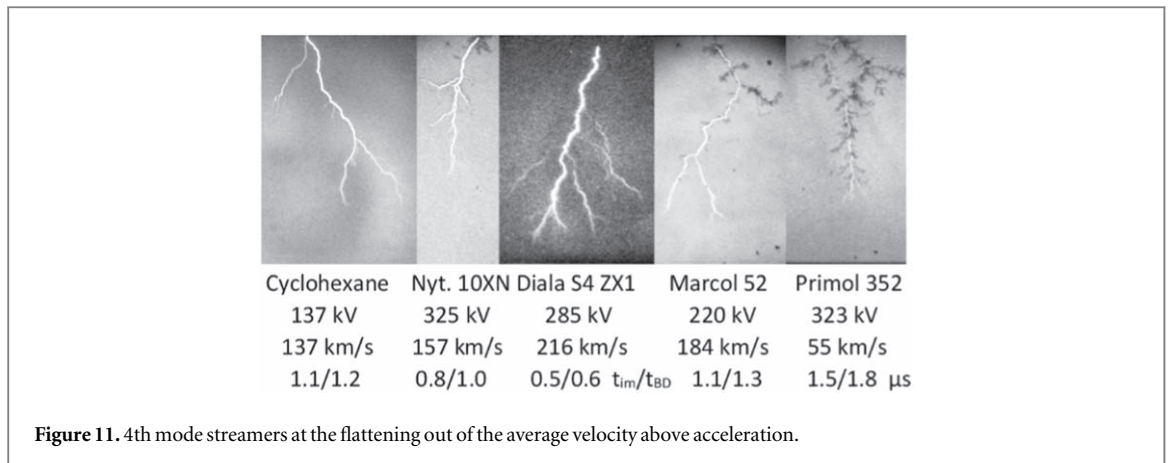 Cyclohexane Nyt. 10XN Diala S4 ZX1 Marcol 52 Primol 352
137 kV 325 kV 285 kV 220 kV 323 kV
137 km/s 157 km/s 216 km/s 184 km/s 55 km/s
1.1/1.2 0.8/1.0 0.5/0.6 tim/tBD 1.1/1.3 1.5/1.8 μs
Figure 11. 4th mode streamers at the flattening out of the average velocity above acceleration.